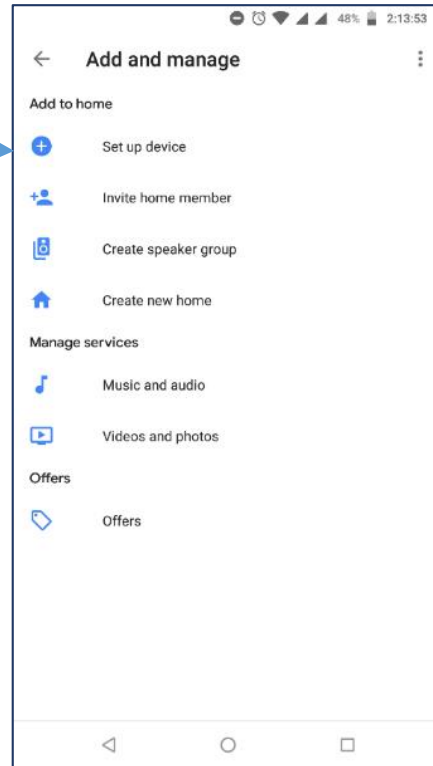 48% 2:13:53
Add and manage
Add to home
Set up device
Invite home member
Create speaker group
Create new home
Manage services
Music and audio
Videos and photos
Offers
Offers